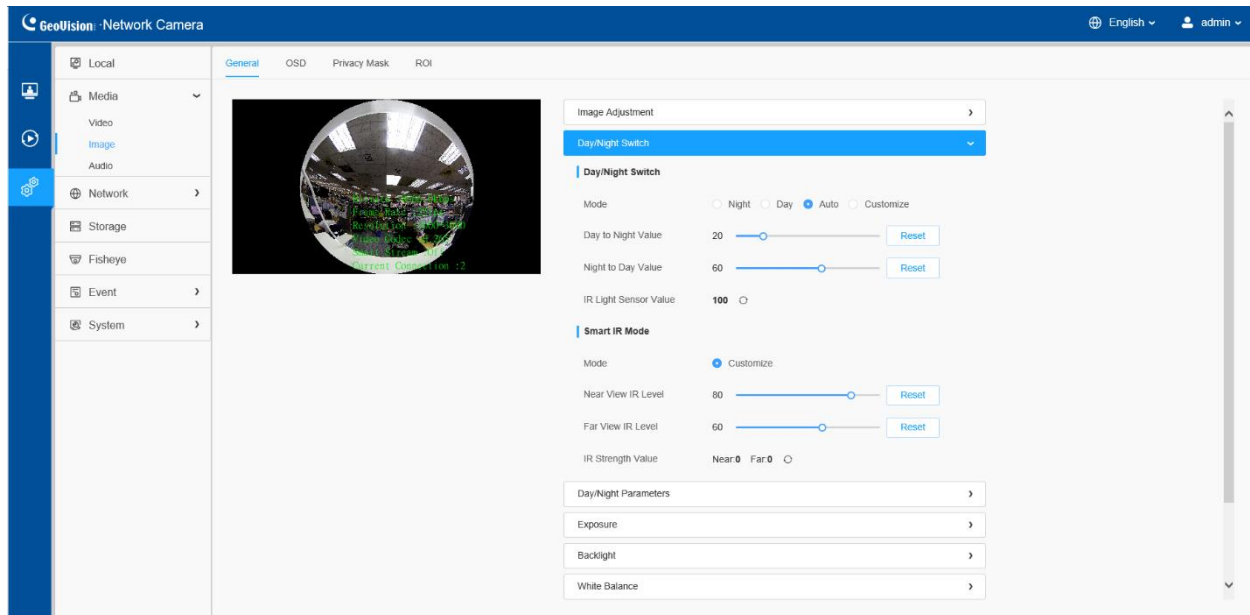 GeoVision Network Camera
English
admin
Local
Media
Video
Image
Audio
Network
Storage
Fisheye
Event
System
General OSD Privacy Mask ROI
Current Connection :2
Image Adjustment
Day/Night Switch
Day/Night Switch
Mode Night Day Auto Customize
Day to Night Value 20 Reset
Night to Day Value 60 Reset
IR Light Sensor Value 100
Smart IR Mode
Mode Customize
Near View IR Level 80 Reset
Far View IR Level 60 Reset
IR Strength Value Near:0 Far:0
Day/Night Parameters
Exposure
Backlight
White Balance